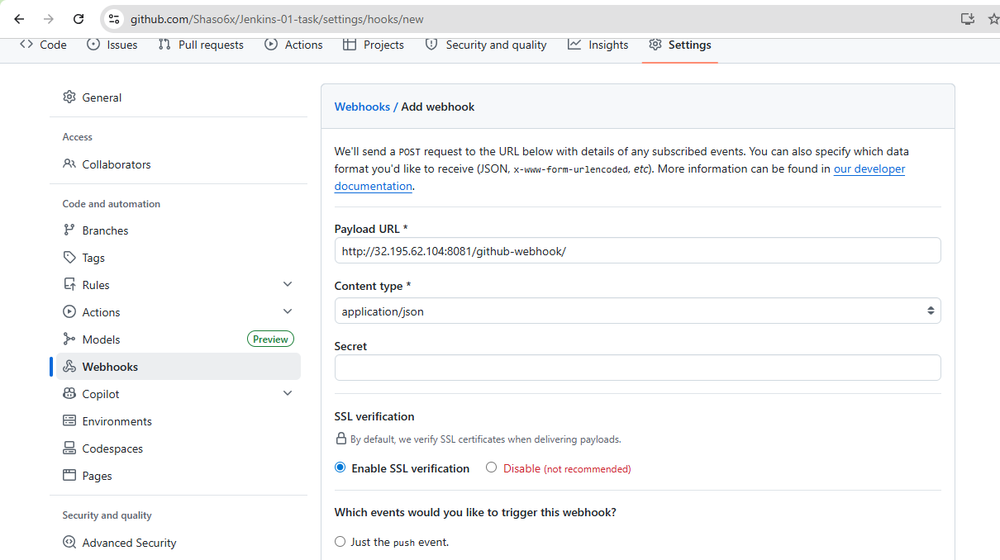 github.com/Shaso6x/Jenkins-01-task/settings/hooks/new
Code Issues Pull requests Actions Projects Security and quality Insights Settings
General
Access
Collaborators
Code and automation
Branches
Tags
Rules
Actions
Models Preview
Webhooks
Copilot
Environments
Codespaces
Pages
Security and quality
Advanced Security
Webhooks / Add webhook
We'll send a POST request to the URL below with details of any subscribed events. You can also specify which data
format you'd like to receive (JSON, x-www-form-urlencoded, etc). More information can be found in our developer
documentation.
Payload URL *
http://32.195.62.104:8081/github-webhook/
Content type *
application/json
Secret
SSL verification
By default, we verify SSL certificates when delivering payloads.
Enable SSL verification Disable (not recommended)
Which events would you like to trigger this webhook?
Just the push event.